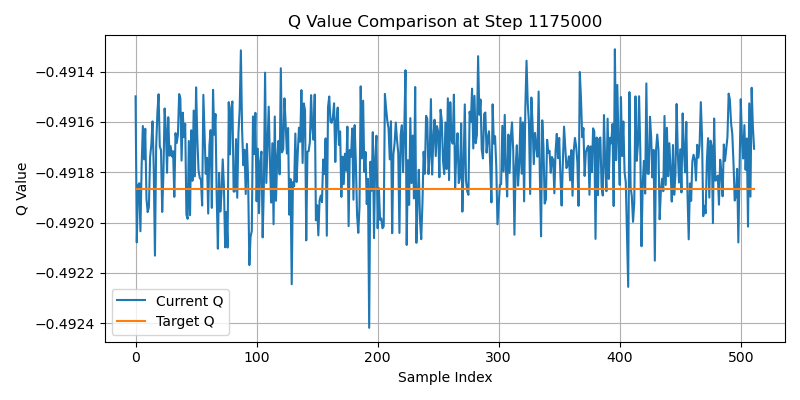 Q Value Comparison at Step 1175000
−0.4914
−0.4916
−0.4918
−0.4920
−0.4922
−0.4924
Q Value
Current Q
Target Q
0
100
200
300
400
500
Sample Index